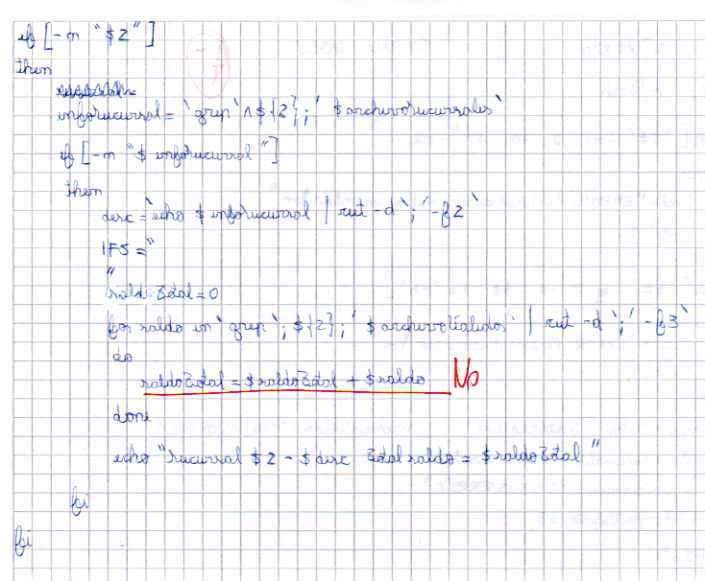 if [-n "$2"]
then
infosucursal = `grep '^${2};' $archivosucursales`
if [-n "$infosucursal"]
then
desc = `echo $infosucursal | cut -d ';' -f2`
IFS = "
"
saldoTotal = 0
for saldo in `grep ';${2};' $archivo | cut -d ';' -f3`
do
saldoTotal = $saldoTotal + $saldo No
done
echo "sucursal $2 - $desc Total saldo = $saldoTotal"
fi
fi